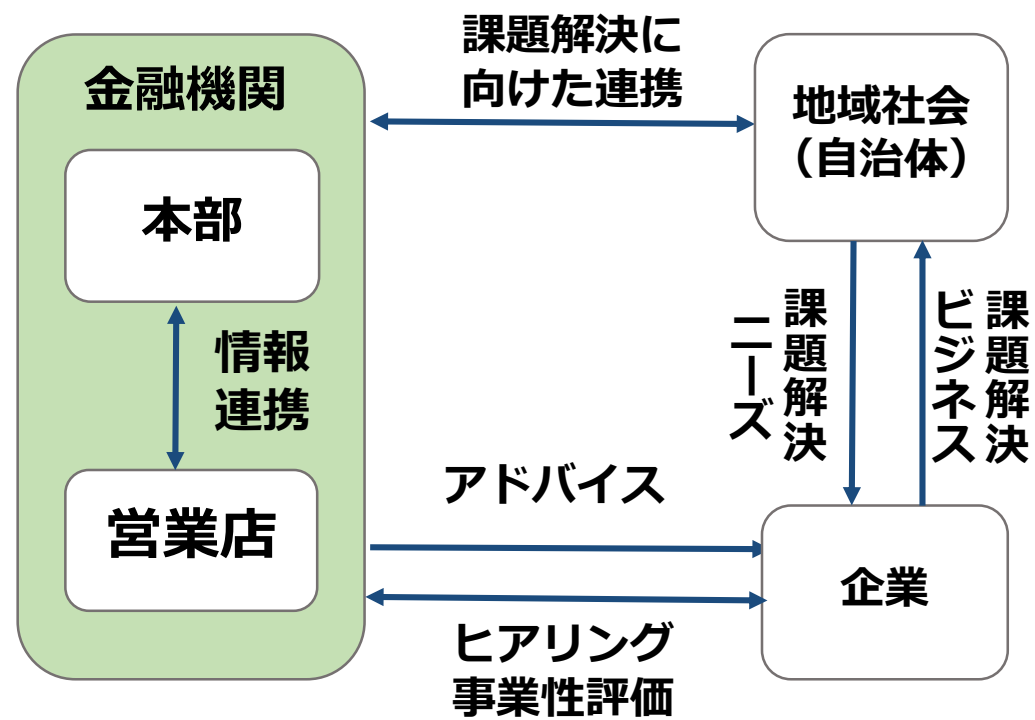 金融機関
本部
情報
連携
営業店
課題解決に
向けた連携
地域社会
（自治体）
課題解決
ニーズ
課題解決
ビジネス
アドバイス
ヒアリング
事業性評価
企業